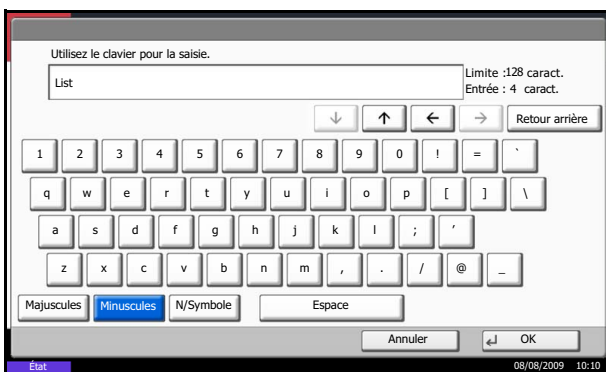 Utilisez le clavier pour la saisie.
List
Limite :128 caract.
Entrée : 4 caract.
↓ ↑ ← → Retour arrière
1 2 3 4 5 6 7 8 9 0 ! = `
q w e r t y u i o p [ ] \
a s d f g h j k l ; ′
z x c v b n m , . / @ _
Majuscules Minuscules N/Symbole Espace
Annuler ↵ OK
État 08/08/2009 10:10